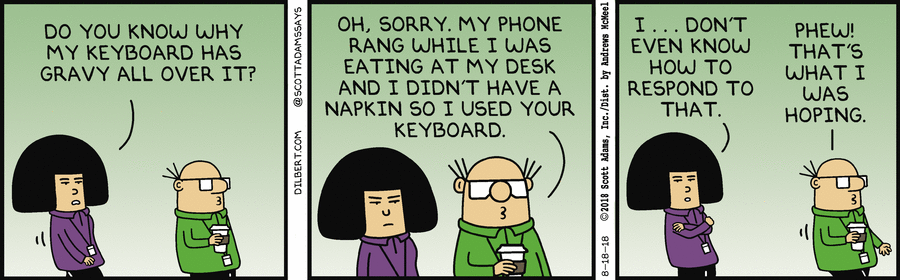 DO YOU KNOW WHY
MY KEYBOARD HAS
GRAVY ALL OVER IT?
DILBERT.COM @SCOTTADAMSSAYS
OH, SORRY. MY PHONE
RANG WHILE I WAS
EATING AT MY DESK
AND I DIDN'T HAVE A
NAPKIN SO I USED YOUR
KEYBOARD.
8-18-18 ©2018 Scott Adams, Inc./Dist. by Andrews McMeel
I...DON'T
EVEN KNOW
HOW TO
RESPOND TO
THAT.
PHEW!
THAT'S
WHAT I
WAS
HOPING.